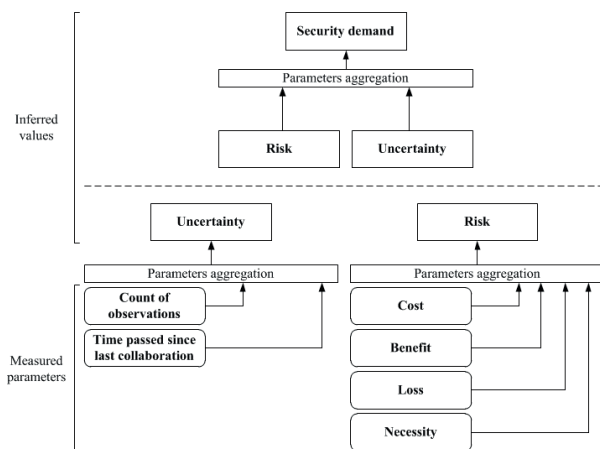 Security demand
Parameters aggregation
Inferred
values
Risk
Uncertainty
Uncertainty
Risk
Parameters aggregation
Parameters aggregation
Count of
observations
Cost
Time passed since
last collaboration
Benefit
Measured
parameters
Loss
Necessity